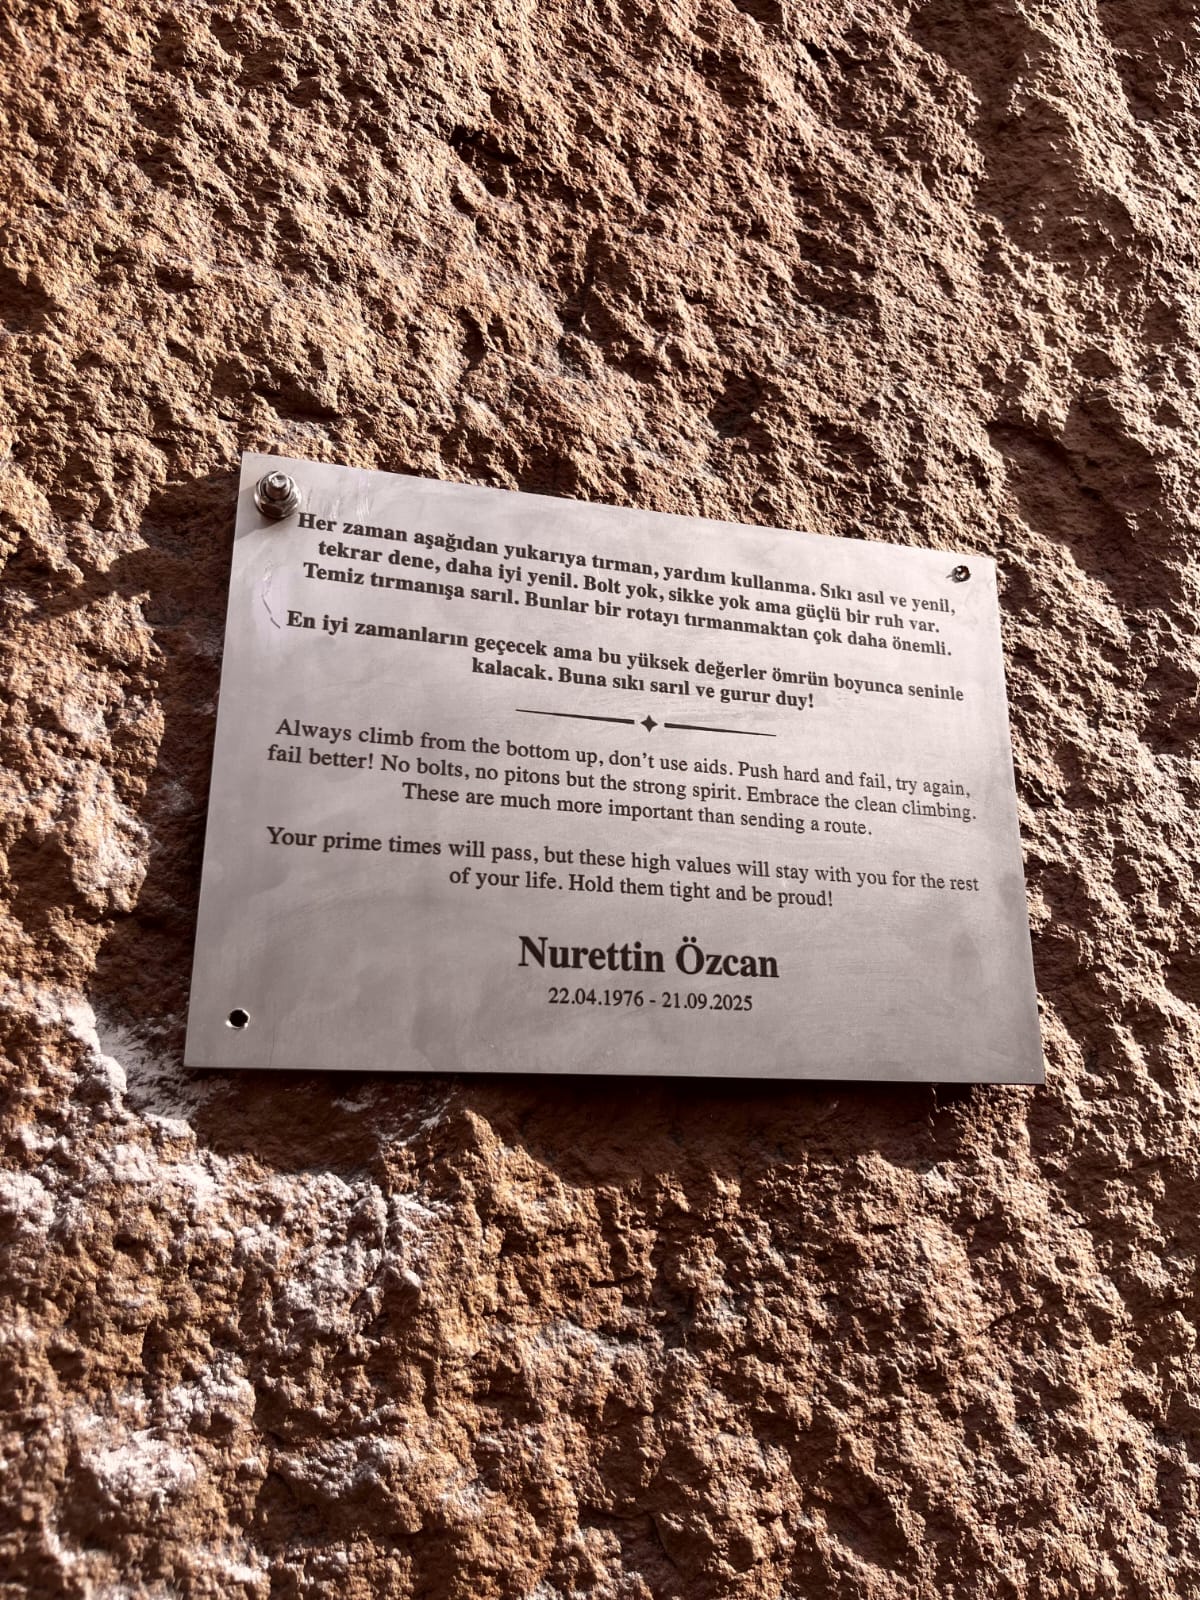 Her zaman aşağıdan yukarıya tırman, yardım kullanma. Sıkı asıl ve yenil,
tekrar dene, daha iyi yenil. Bolt yok, sikke yok ama güçlü bir ruh var.
Temiz tırmanışa sarıl. Bunlar bir rotayı tırmanmaktan çok daha önemli.
En iyi zamanların geçecek ama bu yüksek değerler ömrün boyunca seninle
kalacak. Buna sıkı sarıl ve gurur duy!
Always climb from the bottom up, don't use aids. Push hard and fail, try again,
fail better! No bolts, no pitons but the strong spirit. Embrace the clean climbing.
These are much more important than sending a route.
Your prime times will pass, but these high values will stay with you for the rest
of your life. Hold them tight and be proud!
Nurettin Özcan
22.04.1976 - 21.09.2025